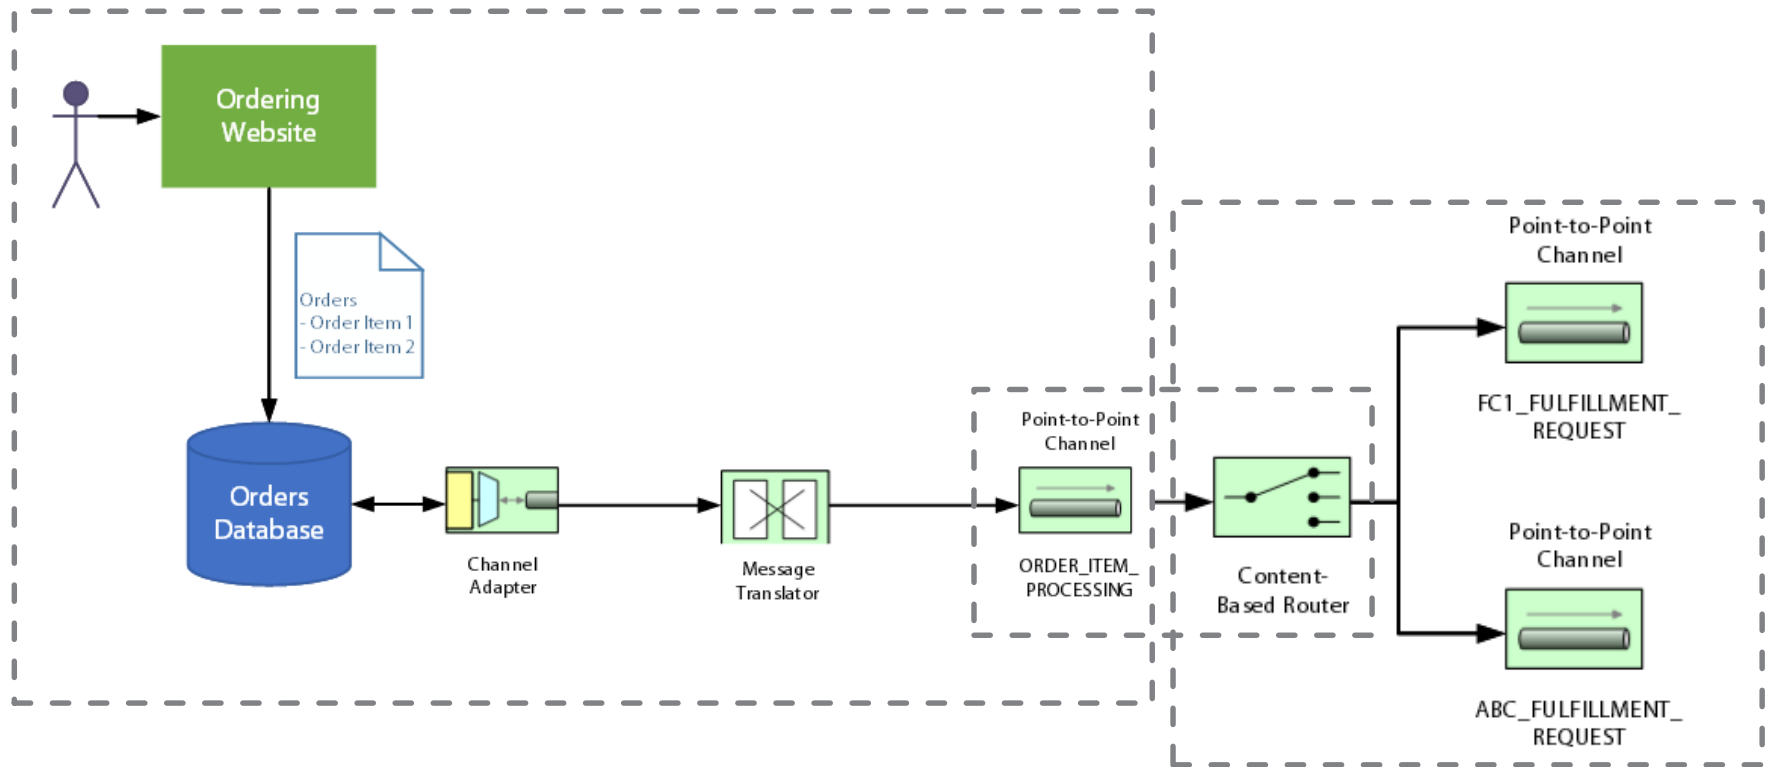 Ordering
Website
Orders
- Order Item 1
- Order Item 2
Orders
Database
Channel
Adapter
Message
Translator
Point-to-Point
Channel
ORDER_ITEM_
PROCESSING
Content-
Based Router
Point-to-Point
Channel
FC1_FULFILLMENT_
REQUEST
Point-to-Point
Channel
ABC_FULFILLMENT_
REQUEST